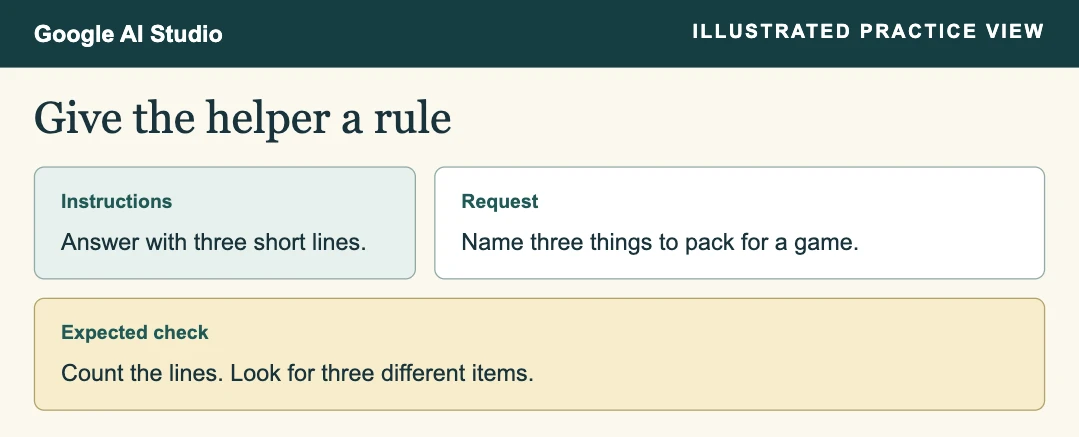 Google AI Studio
ILLUSTRATED PRACTICE VIEW
Give the helper a rule
Instructions
Answer with three short lines.
Request
Name three things to pack for a game.
Expected check
Count the lines. Look for three different items.